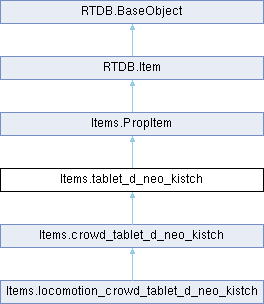 RTDB.BaseObject
RTDB.Item
Items.PropItem
Items.tablet_d_neo_kistch
Items.crowd_tablet_d_neo_kistch
Items.locomotion_crowd_tablet_d_neo_kistch